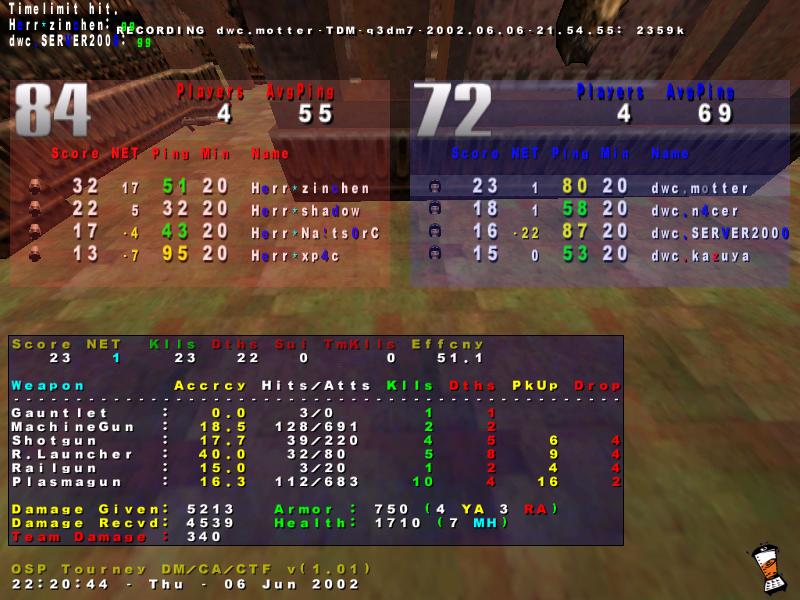 Timelimit hit.
Herr*zinchen: gg
RECORDING dwc.motter-TDM-q3dm7-2002.06.06-21.54.55: 2359k
dwc.SERVER2000: gg
84 Players AvgPing
4 55
Score NET Ping Min Name
32 17 51 20 Herr*zinchen
22 5 32 20 Herr*shadow
17 -4 43 20 Herr*Na!tsOrC
13 -7 95 20 Herr*xp4c
72 Players AvgPing
4 69
Score NET Ping Min Name
23 1 80 20 dwc.motter
18 1 58 20 dwc.n4cer
16 -22 87 20 dwc.SERVER2000
15 0 53 20 dwc.kazuya
Score NET Klls Dths Sui TmKlls Effcny
23 1 23 22 0 0 51.1
Weapon Accrcy Hits/Atts Klls Dths PkUp Drop
Gauntlet : 0.0 3/0 1 1
MachineGun : 18.5 128/691 2 2
Shotgun : 17.7 39/220 4 5 6 4
R.Launcher : 40.0 32/80 5 8 9 4
Railgun : 15.0 3/20 1 2 4 4
Plasmagun : 16.3 112/683 10 4 16 2
Damage Given: 5213 Armor : 750 (4 YA 3 RA)
Damage Recvd: 4539 Health: 1710 (7 MH)
Team Damage : 340
OSP Tourney DM/CA/CTF v(1.01)
22:20:44 - Thu - 06 Jun 2002